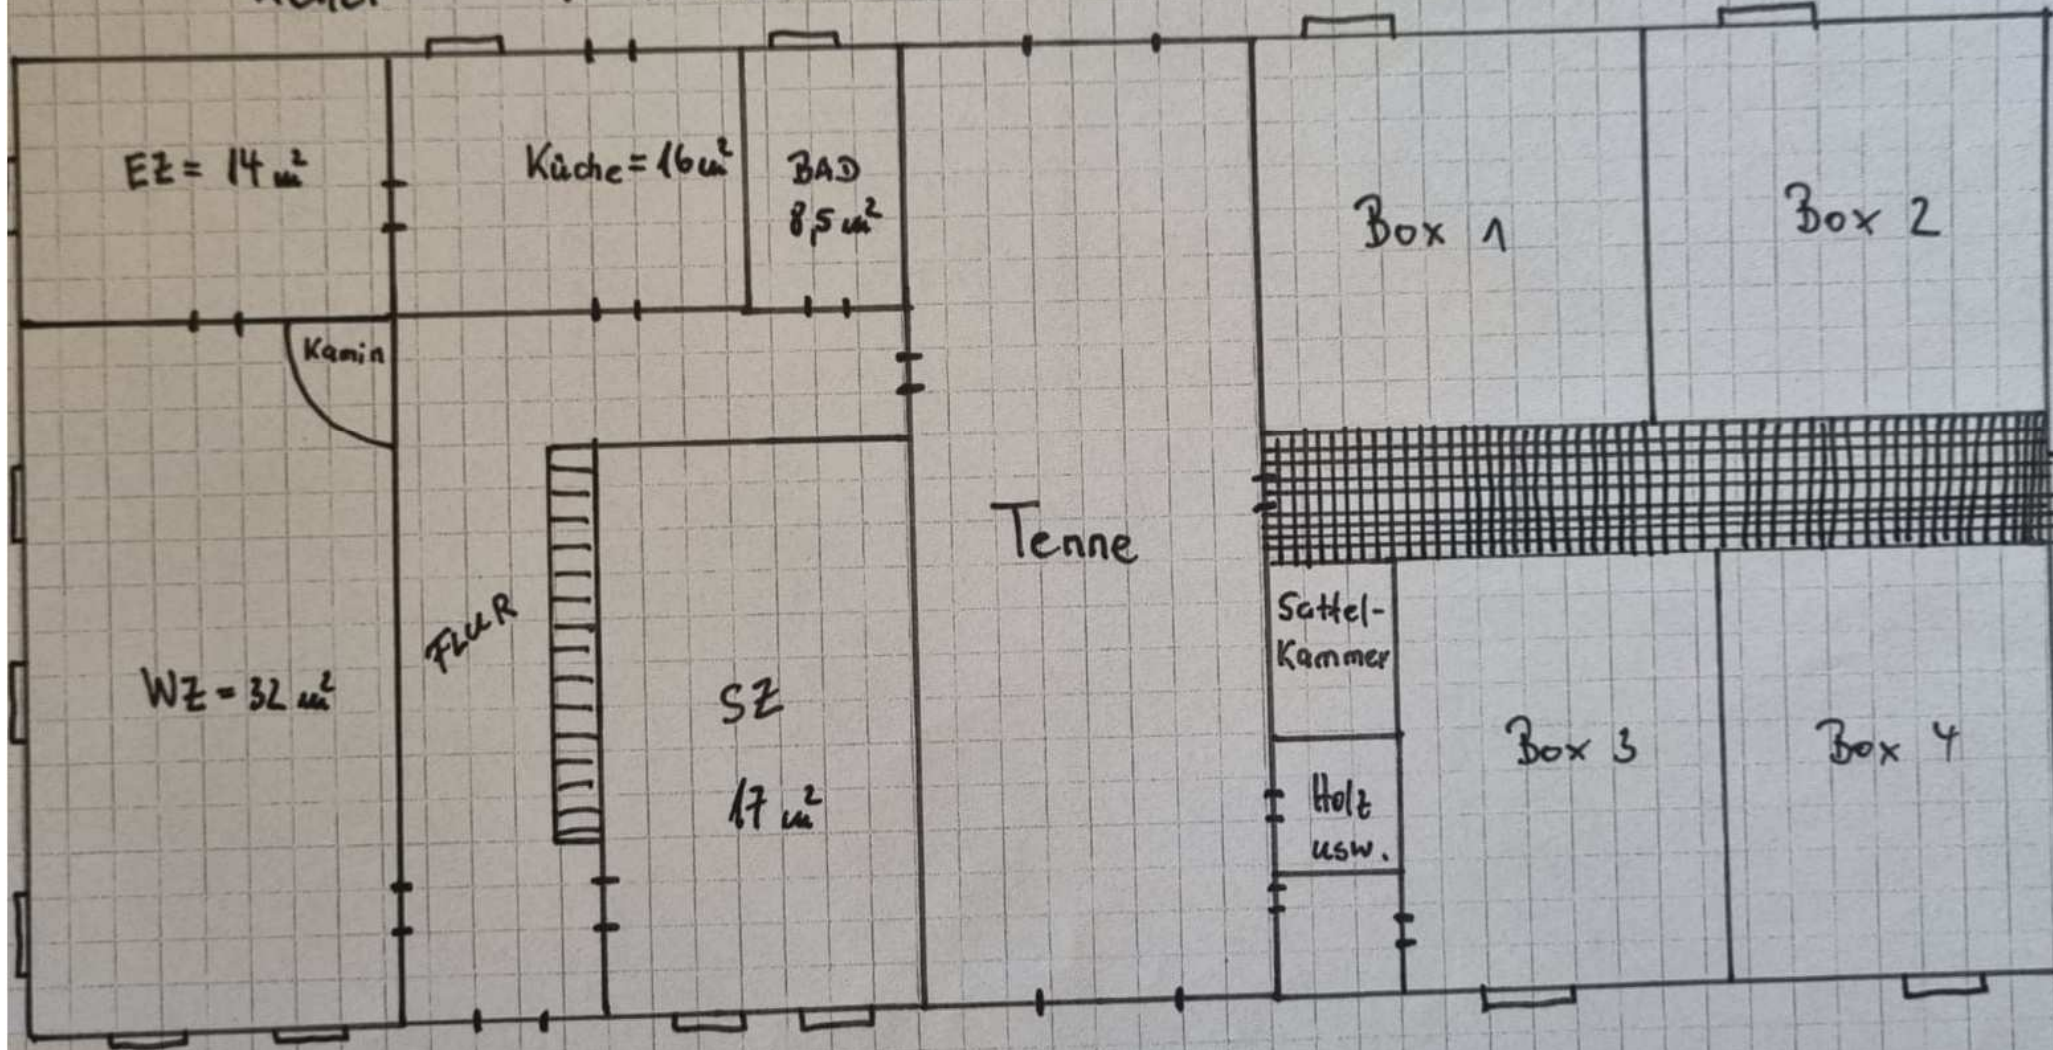 EZ = 14 m²
Küche = 16 m²
BAD
8,5 m²
Box 1
Box 2
Kamin
Tenne
FLUR
Sattel-
Kammer
WZ = 32 m²
SZ
17 m²
Box 3
Box 4
Holz
usw.